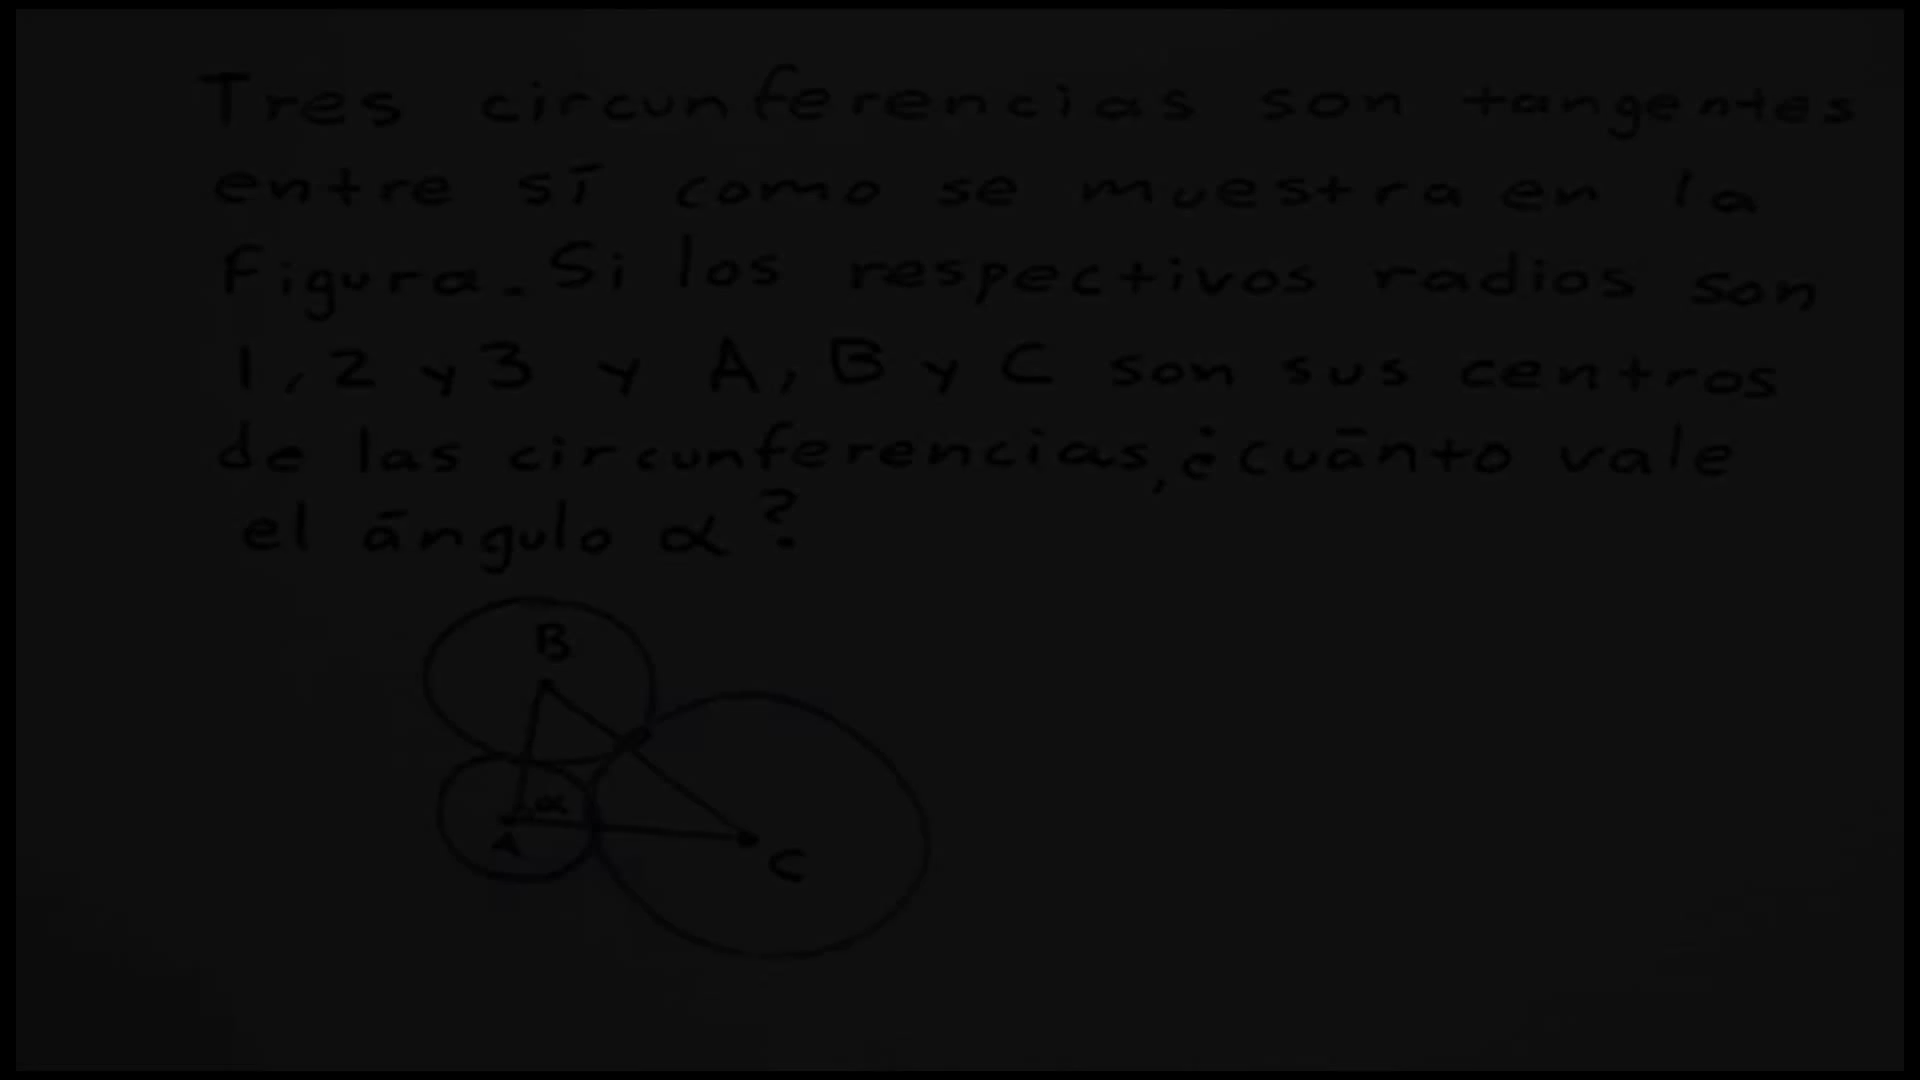 Tres circunferencias son tangentes
entre sí como se muestra en la
figura. Si los respectivos radios son
1, 2 y 3 y A, B y C son sus centros
de las circunferencias, ¿cuánto vale
el ángulo α?
B
α
A
C